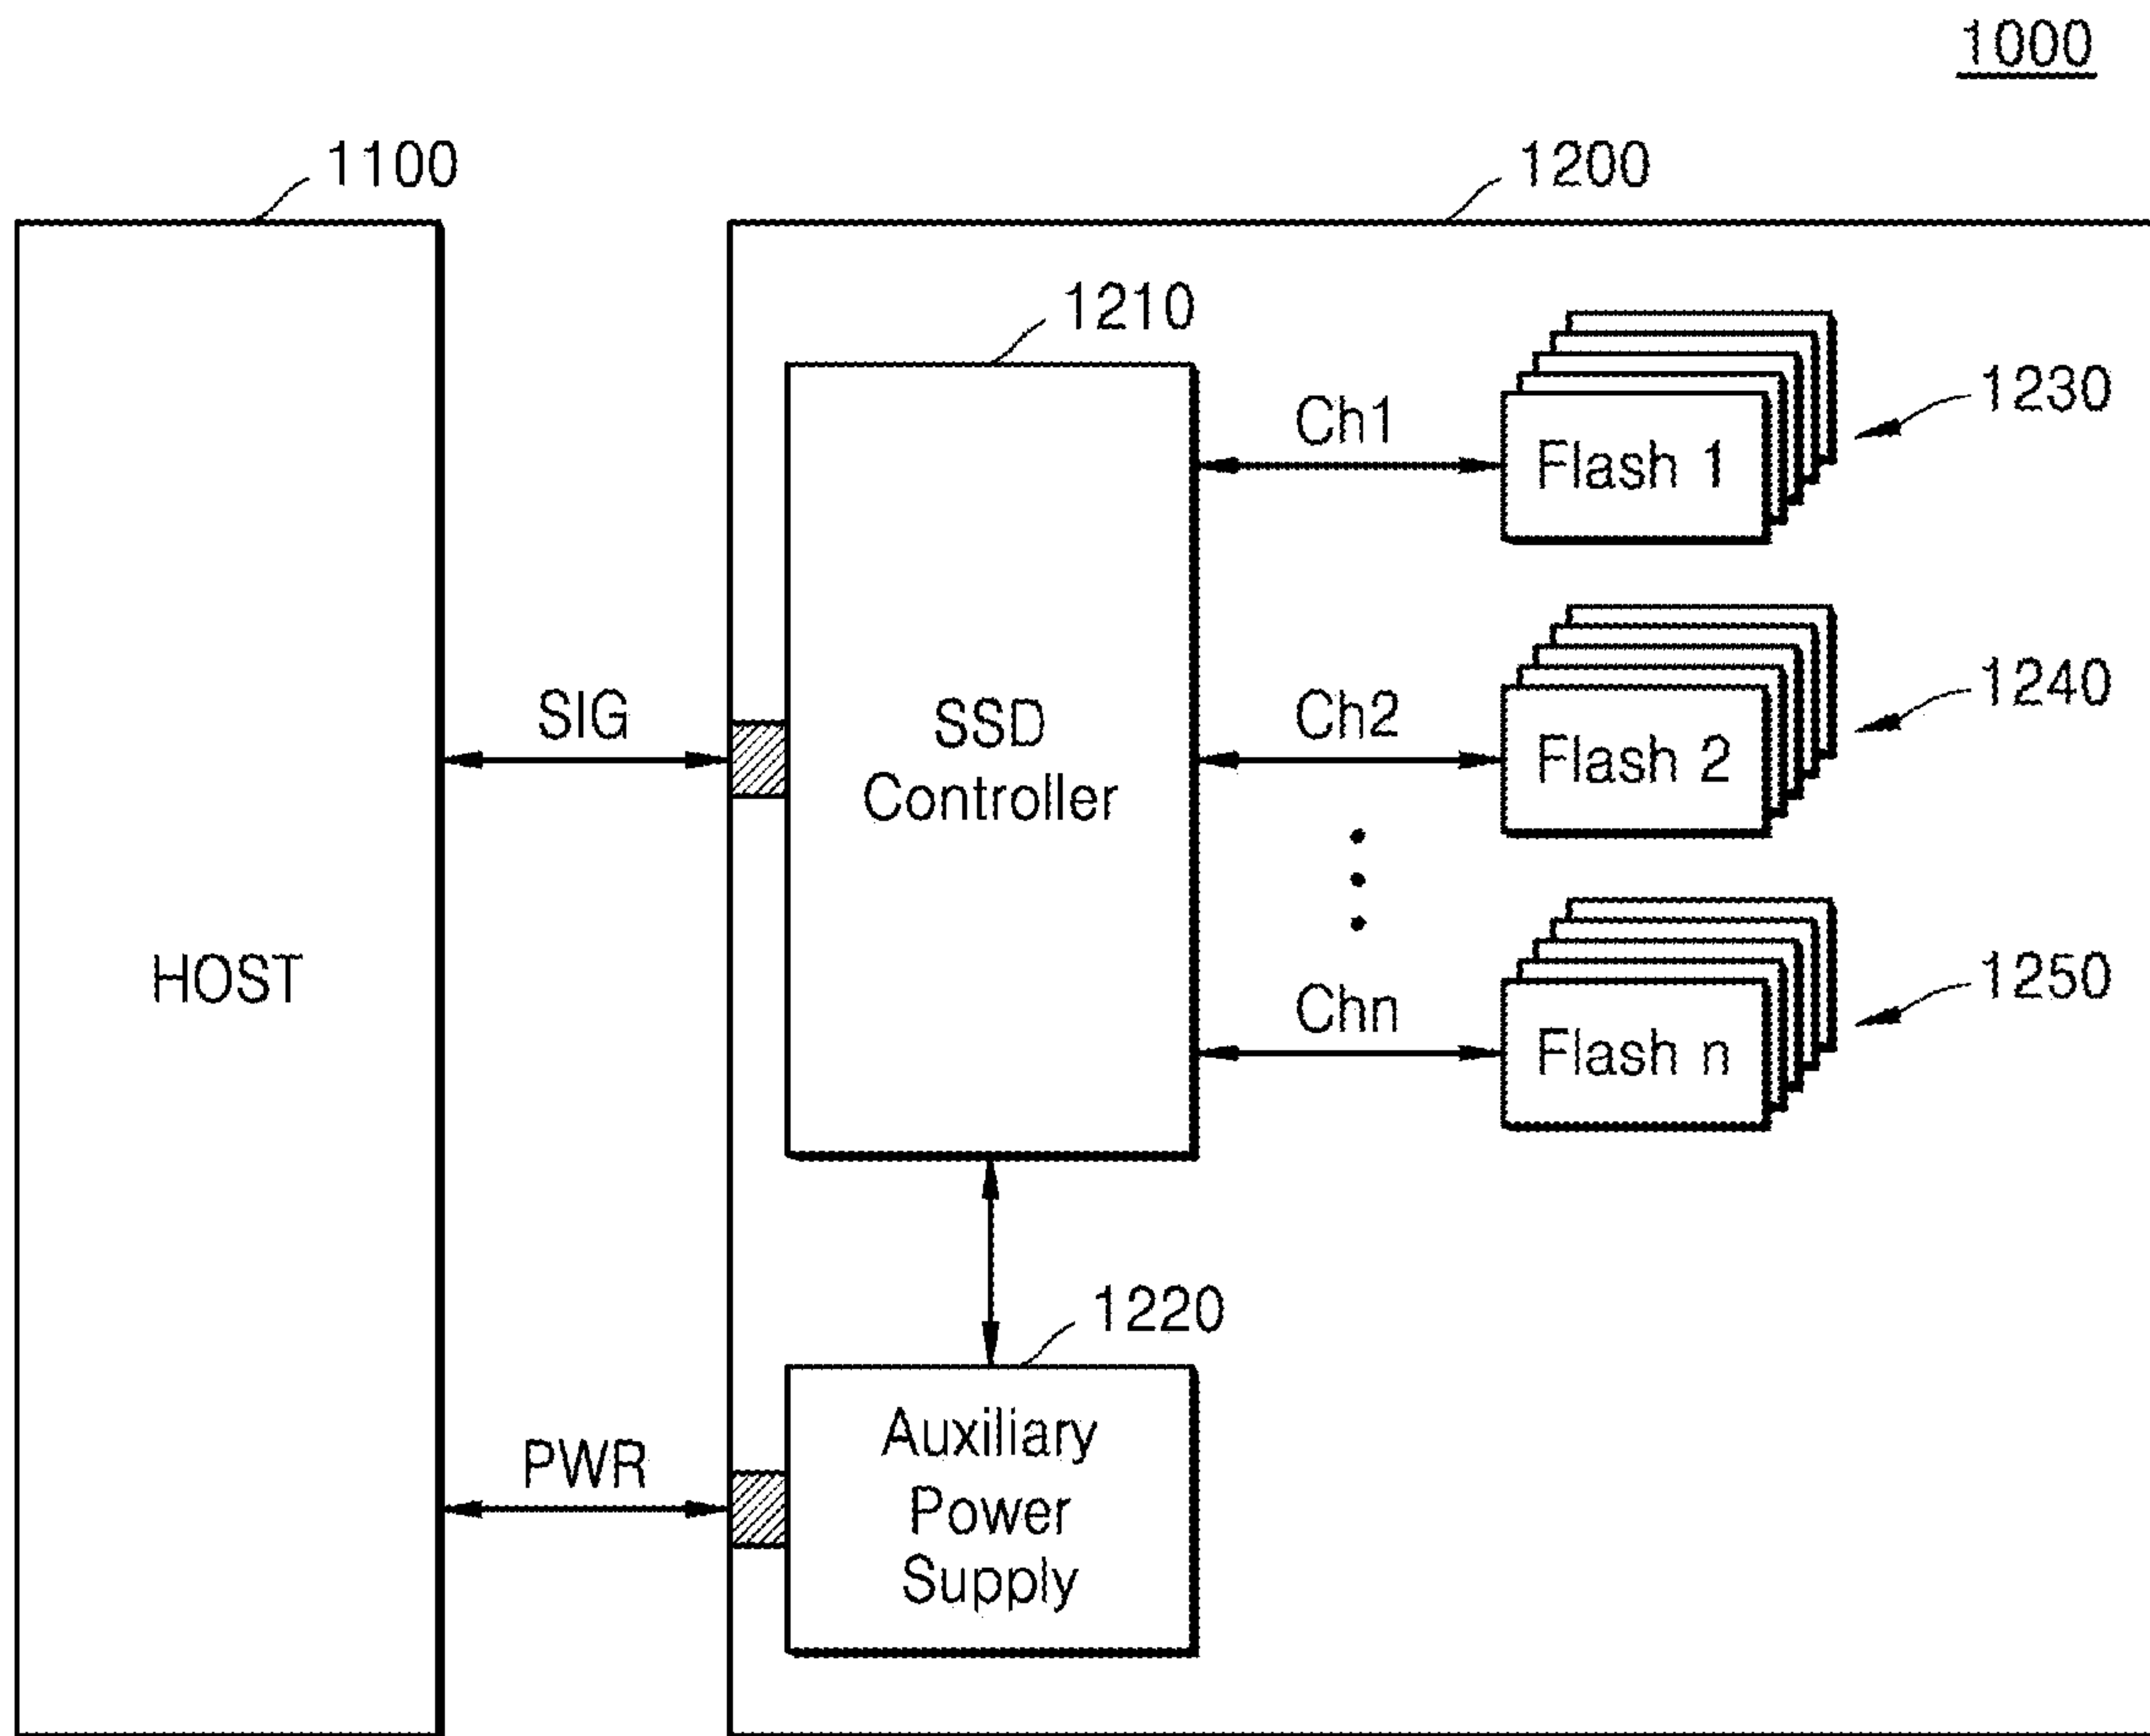 1000
1100
1200
1210
Ch1
Flash 1
1230
SIG
SSD
Controller
Ch2
Flash 2
1240
HOST
Chn
Flash n
1250
1220
PWR
Auxiliary
Power
Supply